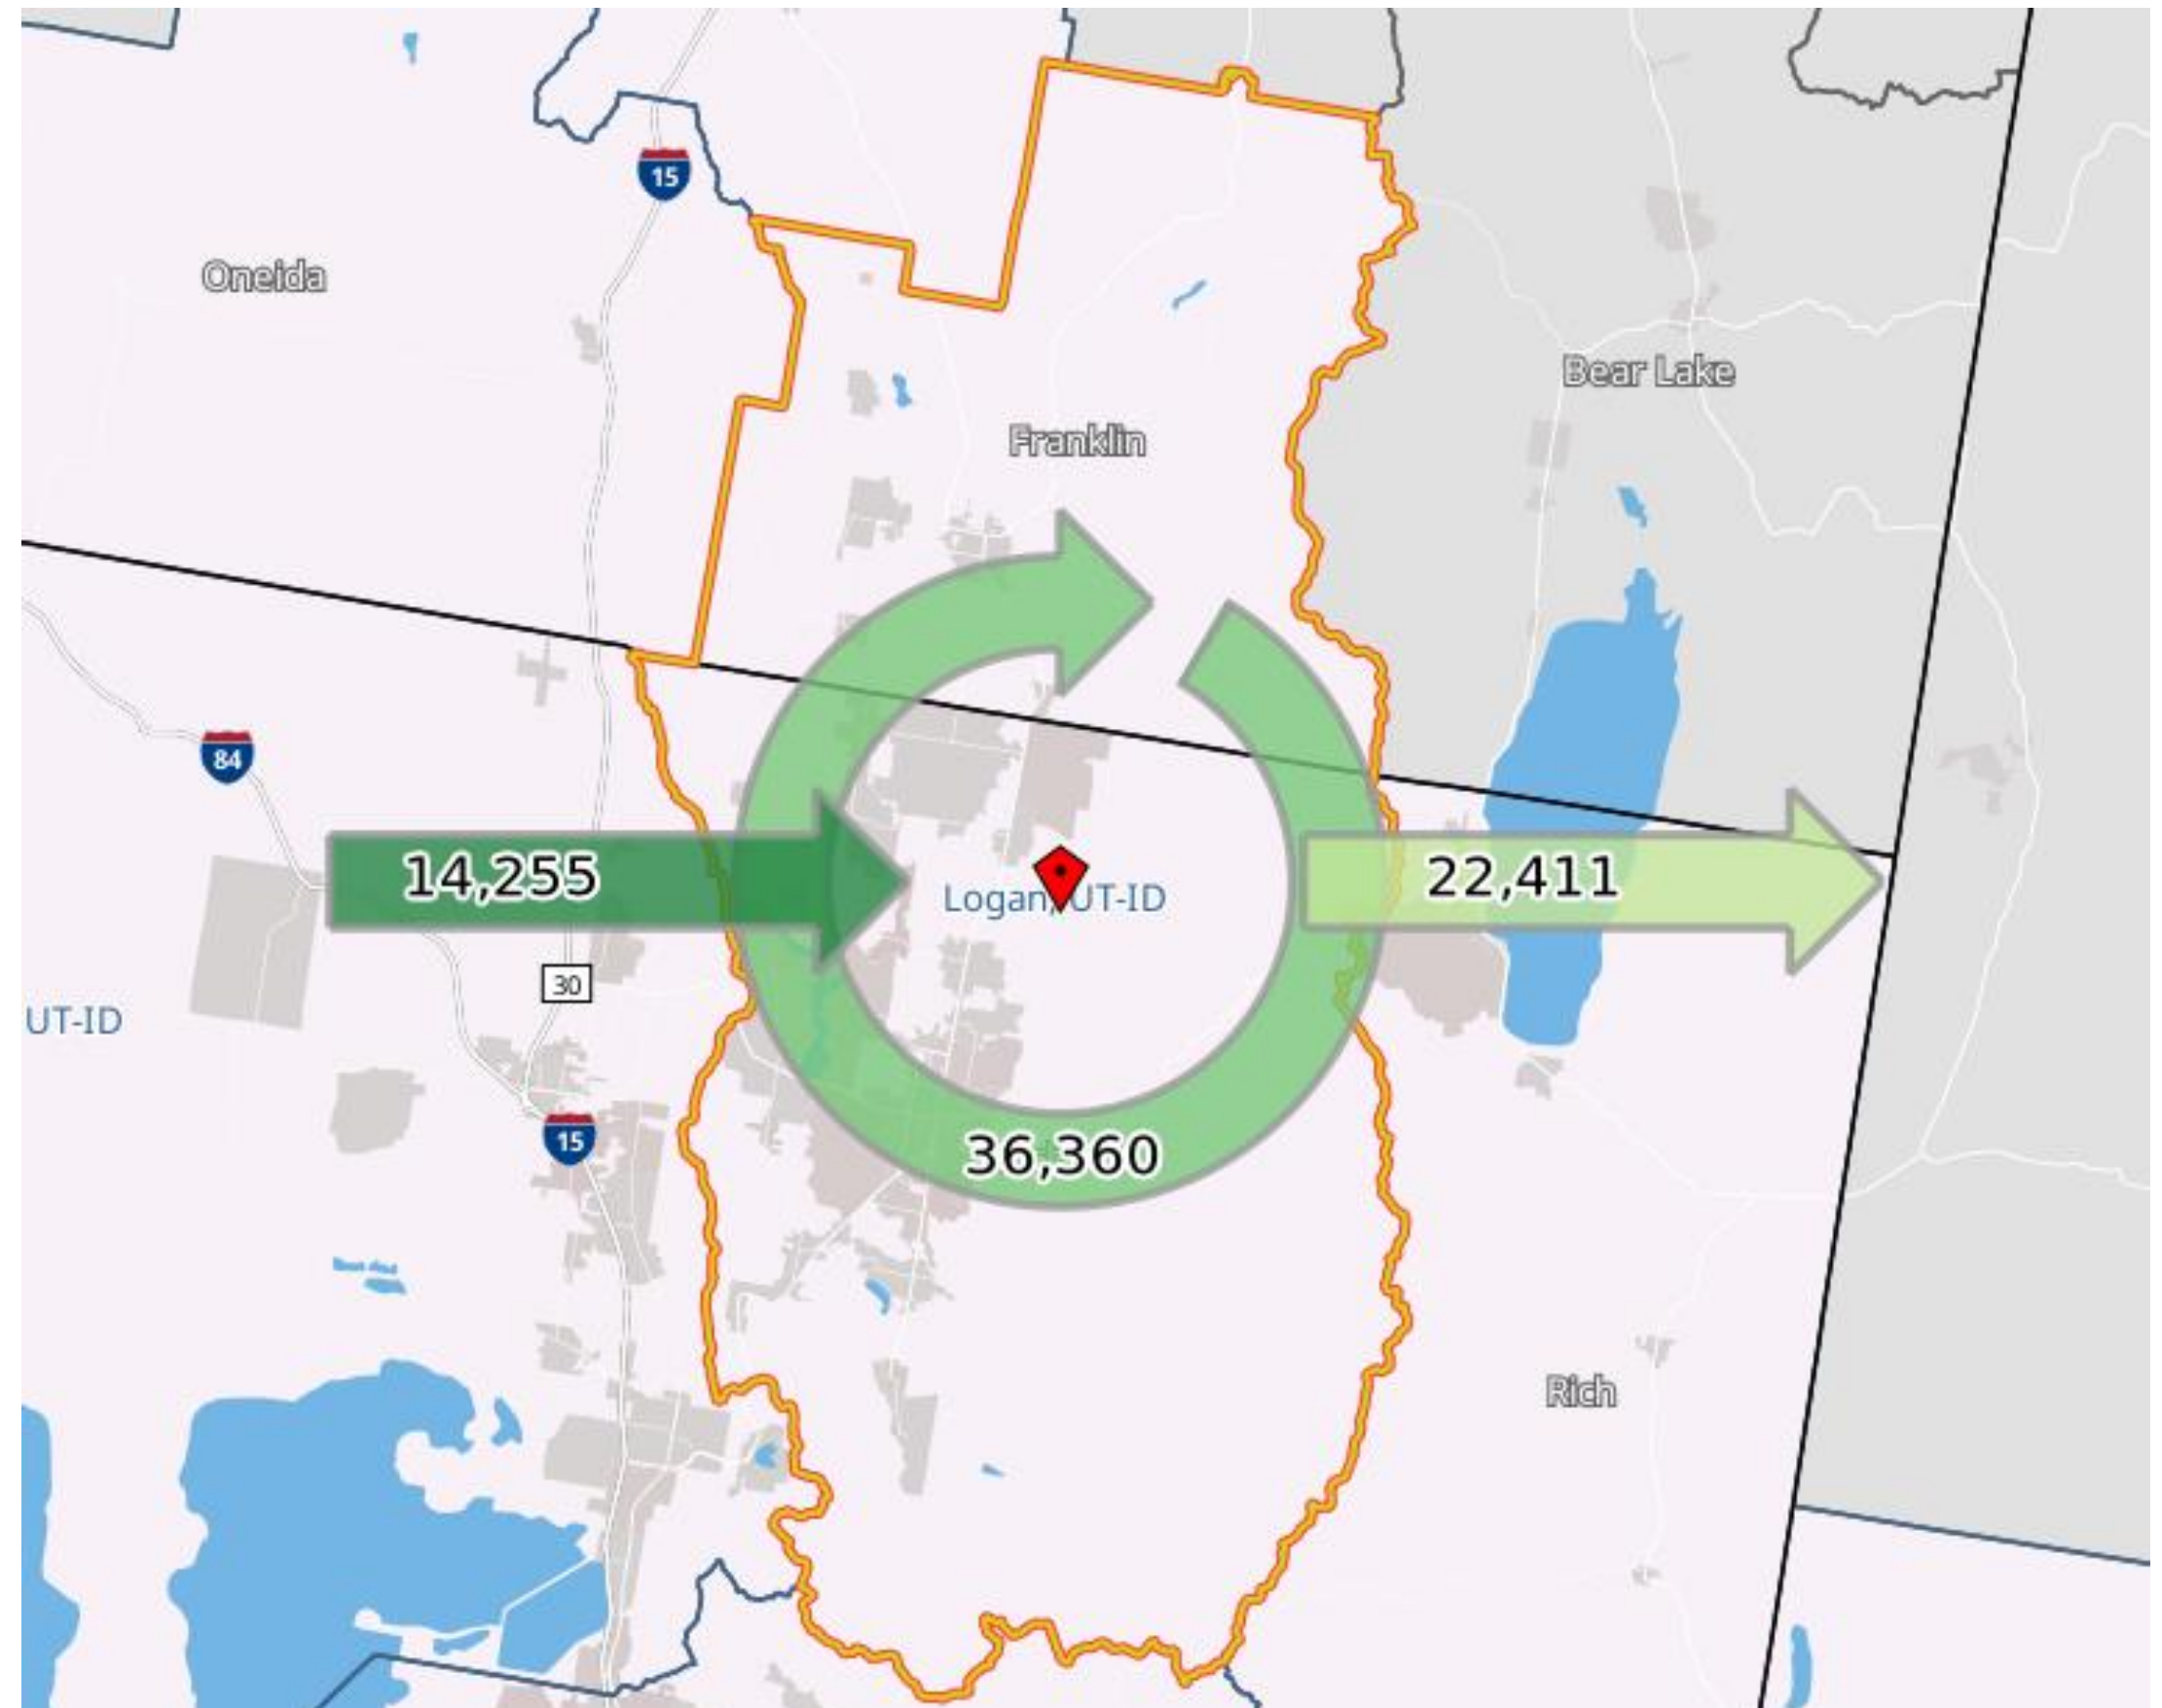 15
Oneida
Bear Lake
Franklin
84
14,255
22,411
Logan, UT-ID
30
UT-ID
15
36,360
Rich